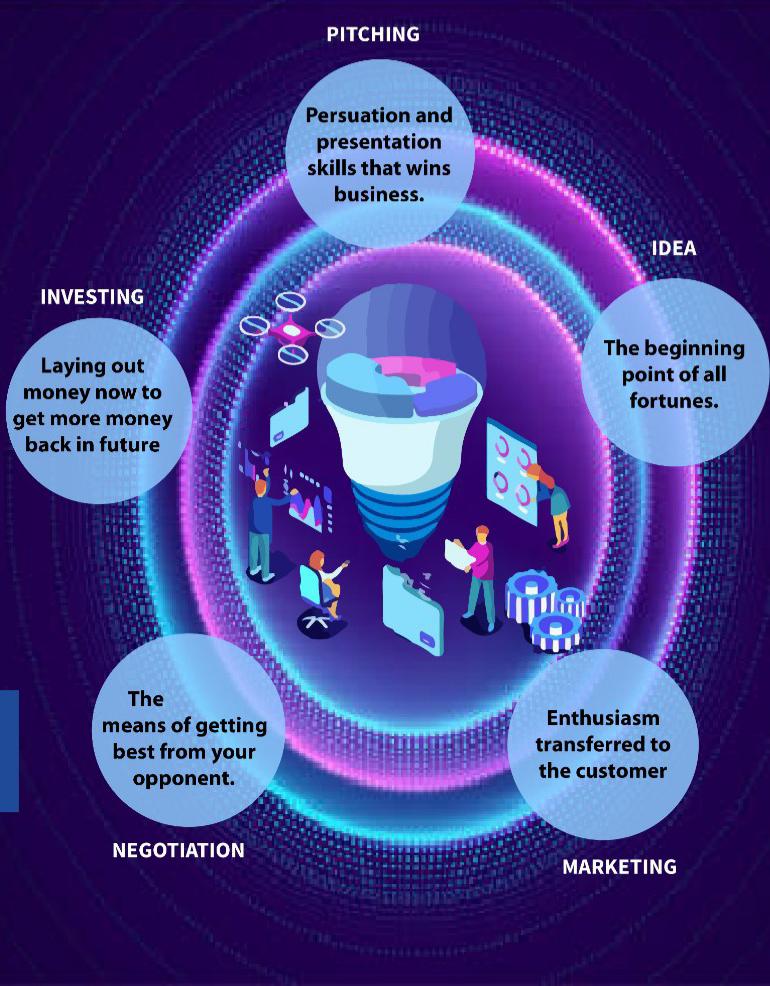 PITCHING
Persuation and
presentation
skills that wins
business.
IDEA
The beginning
point of all
fortunes.
INVESTING
Laying out
money now to
get more money
back in future
The
means of getting
best from your
opponent.
NEGOTIATION
Enthusiasm
transferred to
the customer
MARKETING